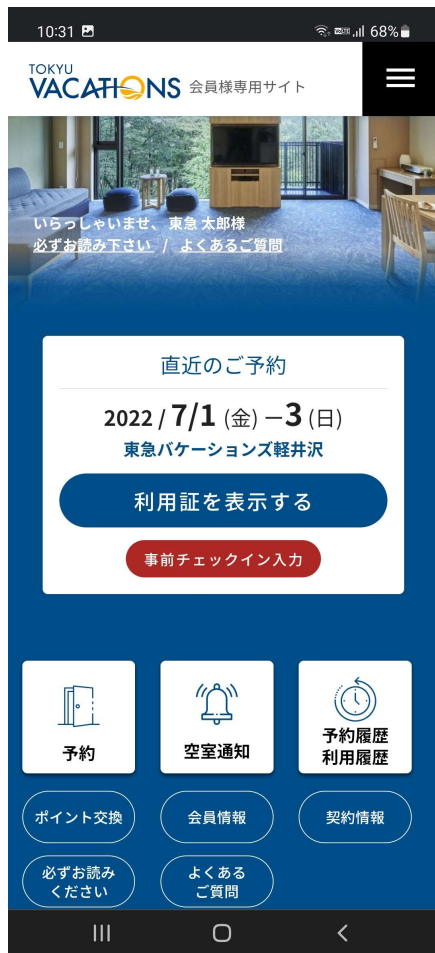 10:31
68%
TOKYU
VACATIONS 会員様専用サイト
いらっしゃいませ、東急 太郎様
必ずお読み下さい / よくあるご質問
直近のご予約
2022 / 7/1 (金) ー3 (日)
東急バケーションズ軽井沢
利用証を表示する
事前チェックイン入力
予約
空室通知
予約履歴
利用履歴
ポイント交換
会員情報
契約情報
必ずお読み
ください
よくある
ご質問